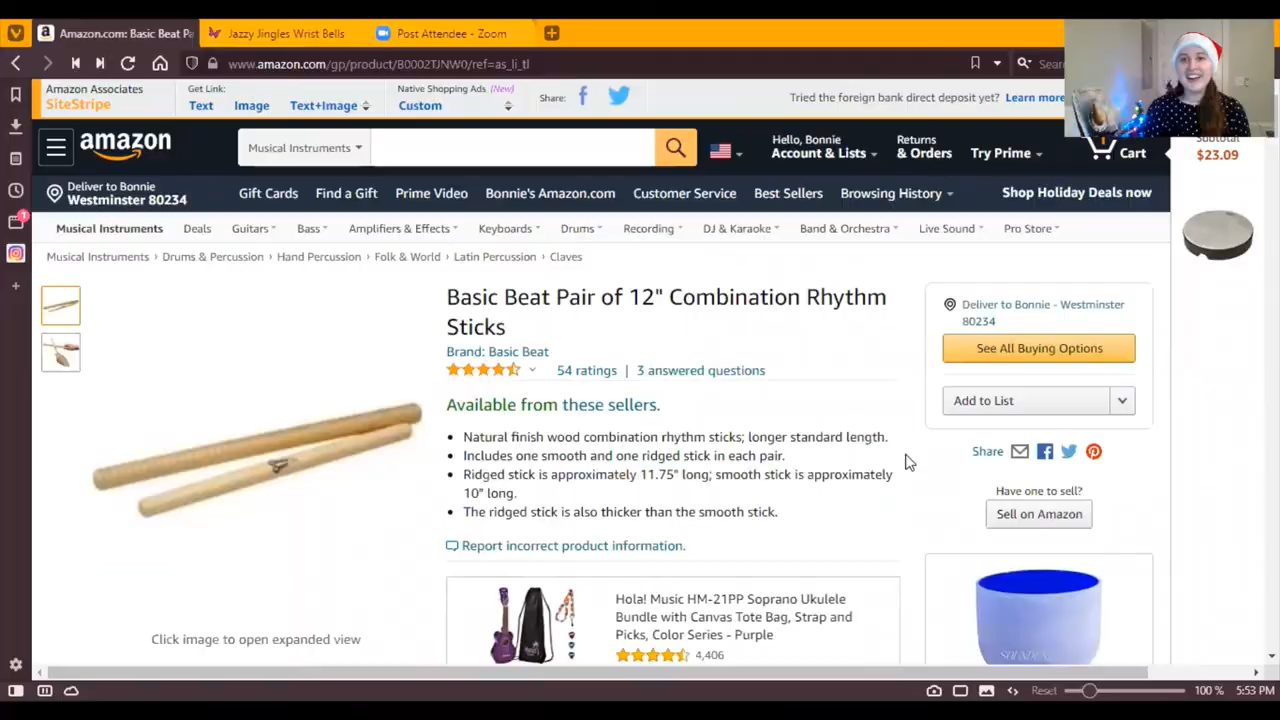 Amazon.com: Basic Beat Pa
Jazzy Jingles Wrist Bells
Post Attendee - Zoom
www.amazon.com/gp/product/B0002TJNW0/ref=as_li_tl
Sear
Amazon Associates
SiteStripe
Get Link:
Text
Image
Text+Image
Native Shopping Ads (New)
Custom
Share:
Tried the foreign bank direct deposit yet? Learn more
amazon
Musical Instruments
Hello, Bonnie
Account & Lists
Returns
& Orders
Try Prime
Cart
Subtotal
$23.09
Deliver to Bonnie
Westminster 80234
Gift Cards
Find a Gift
Prime Video
Bonnie's Amazon.com
Customer Service
Best Sellers
Browsing History
Shop Holiday Deals now
Musical Instruments
Deals
Guitars
Bass
Amplifiers & Effects
Keyboards
Drums
Recording
DJ & Karaoke
Band & Orchestra
Live Sound
Pro Store
Musical Instruments › Drums & Percussion › Hand Percussion › Folk & World › Latin Percussion › Claves
Basic Beat Pair of 12" Combination Rhythm
Sticks
Brand: Basic Beat
54 ratings | 3 answered questions
Available from these sellers.
• Natural finish wood combination rhythm sticks; longer standard length.
• Includes one smooth and one ridged stick in each pair.
• Ridged stick is approximately 11.75" long; smooth stick is approximately
10" long.
• The ridged stick is also thicker than the smooth stick.
Report incorrect product information.
Click image to open expanded view
Hola! Music HM-21PP Soprano Ukulele
Bundle with Canvas Tote Bag, Strap and
Picks, Color Series - Purple
4,406
Deliver to Bonnie - Westminster
80234
See All Buying Options
Add to List
Share
Have one to sell?
Sell on Amazon
Reset
100 %
5:53 PM